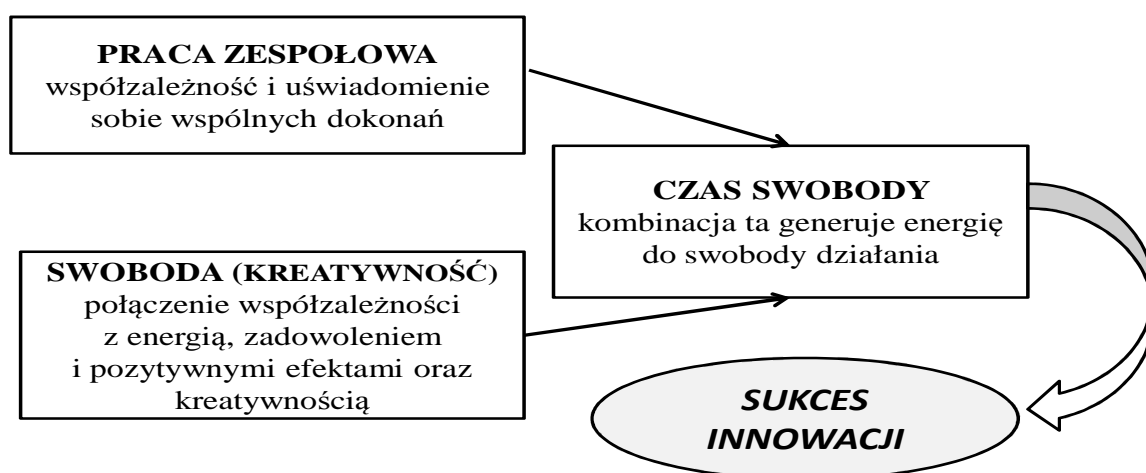 PRACA ZESPOŁOWA
współzależność i uświadomienie
sobie wspólnych dokonań
CZAS SWOBODY
kombinacja ta generuje energię
do swobody działania
SWOBODA (KREATYWNOŚĆ)
połączenie współzależności
z energią, zadowoleniem
i pozytywnymi efektami oraz
kreatywnością
SUKCES
INNOWACJI